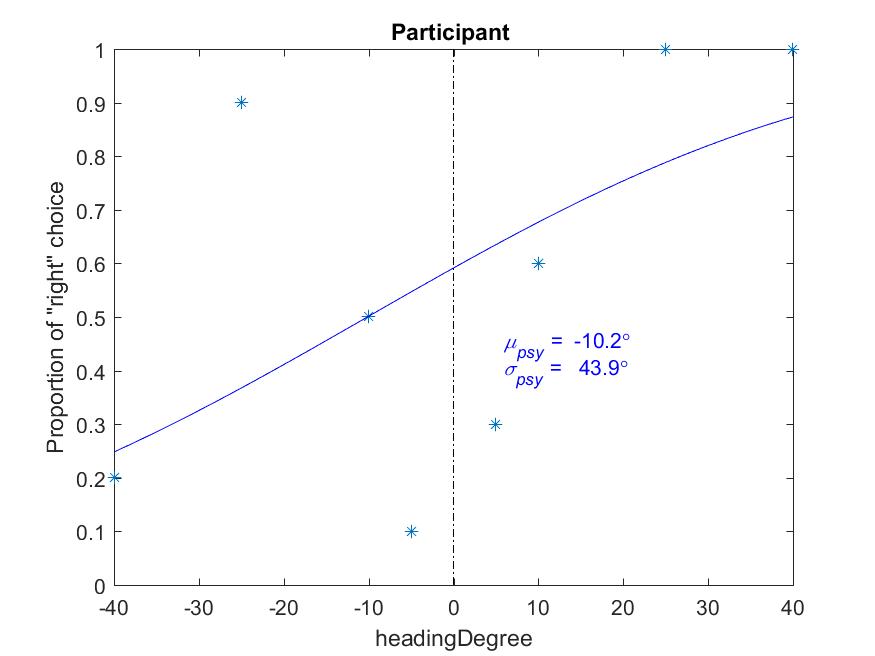 Participant
1
0.9
0.8
0.7
0.6
0.5
0.4
0.3
0.2
0.1
0
Proportion of "right" choice
μpsy = -10.2°
σpsy = 43.9°
-40 -30 -20 -10 0 10 20 30 40
headingDegree